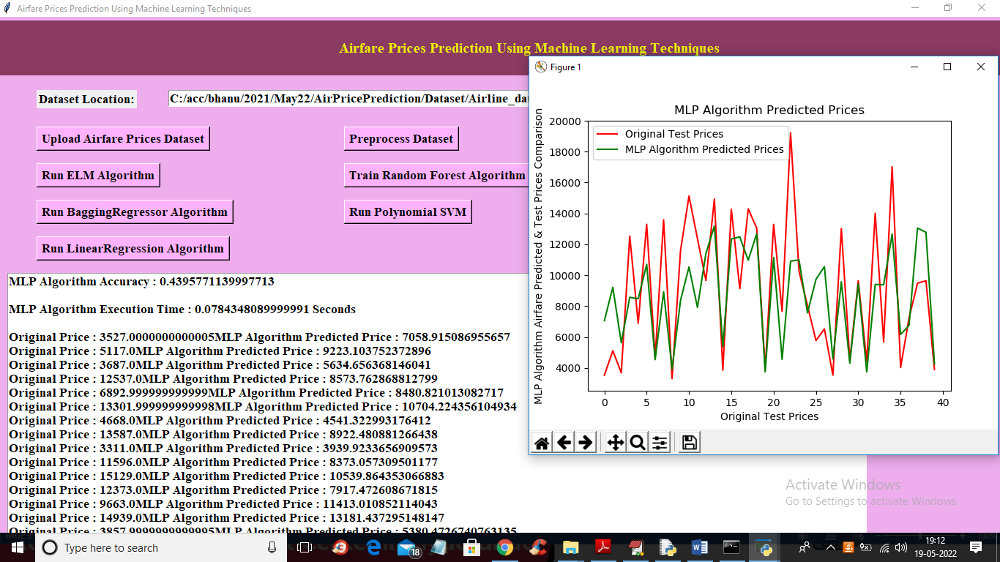 Airfare Prices Prediction Using Machine Learning Techniques
Airfare Prices Prediction Using Machine Learning Techniques
Dataset Location:
C:/acc/bhanu/2021/May22/AirPricePrediction/Dataset/Airline_dat
Upload Airfare Prices Dataset
Preprocess Dataset
Run ELM Algorithm
Train Random Forest Algorithm
Run BaggingRegressor Algorithm
Run Polynomial SVM
Run LinearRegression Algorithm
MLP Algorithm Accuracy : 0.4395771139997713
MLP Algorithm Execution Time : 0.0784348089999991 Seconds
Original Price : 3527.0000000000005MLP Algorithm Predicted Price : 7058.915086955657
Original Price : 5117.0MLP Algorithm Predicted Price : 9223.103752372896
Original Price : 3687.0MLP Algorithm Predicted Price : 5634.656368146041
Original Price : 12537.0MLP Algorithm Predicted Price : 8573.762868812799
Original Price : 6892.999999999999MLP Algorithm Predicted Price : 8480.821013082717
Original Price : 13301.999999999998MLP Algorithm Predicted Price : 10704.224356104934
Original Price : 4668.0MLP Algorithm Predicted Price : 4541.322993176412
Original Price : 13587.0MLP Algorithm Predicted Price : 8922.480881266438
Original Price : 3311.0MLP Algorithm Predicted Price : 3939.9233656909573
Original Price : 11596.0MLP Algorithm Predicted Price : 8373.057309501177
Original Price : 15129.0MLP Algorithm Predicted Price : 10539.864353066883
Original Price : 12373.0MLP Algorithm Predicted Price : 7917.472608671815
Original Price : 9663.0MLP Algorithm Predicted Price : 11413.010852114043
Original Price : 14939.0MLP Algorithm Predicted Price : 13181.437295148147
Original Price : 3857.9999999999995MLP Algorithm Predicted Price : 5380.4726740763135
Figure 1
MLP Algorithm Predicted Prices
Original Test Prices
MLP Algorithm Predicted Prices
MLP Algorithm Airfare Predicted & Test Prices Comparison
20000
18000
16000
14000
12000
10000
8000
6000
4000
0 5 10 15 20 25 30 35 40
Original Test Prices
Activate Windows
Go to Settings to activate Windows.
Type here to search
18
19:12
19-05-2022